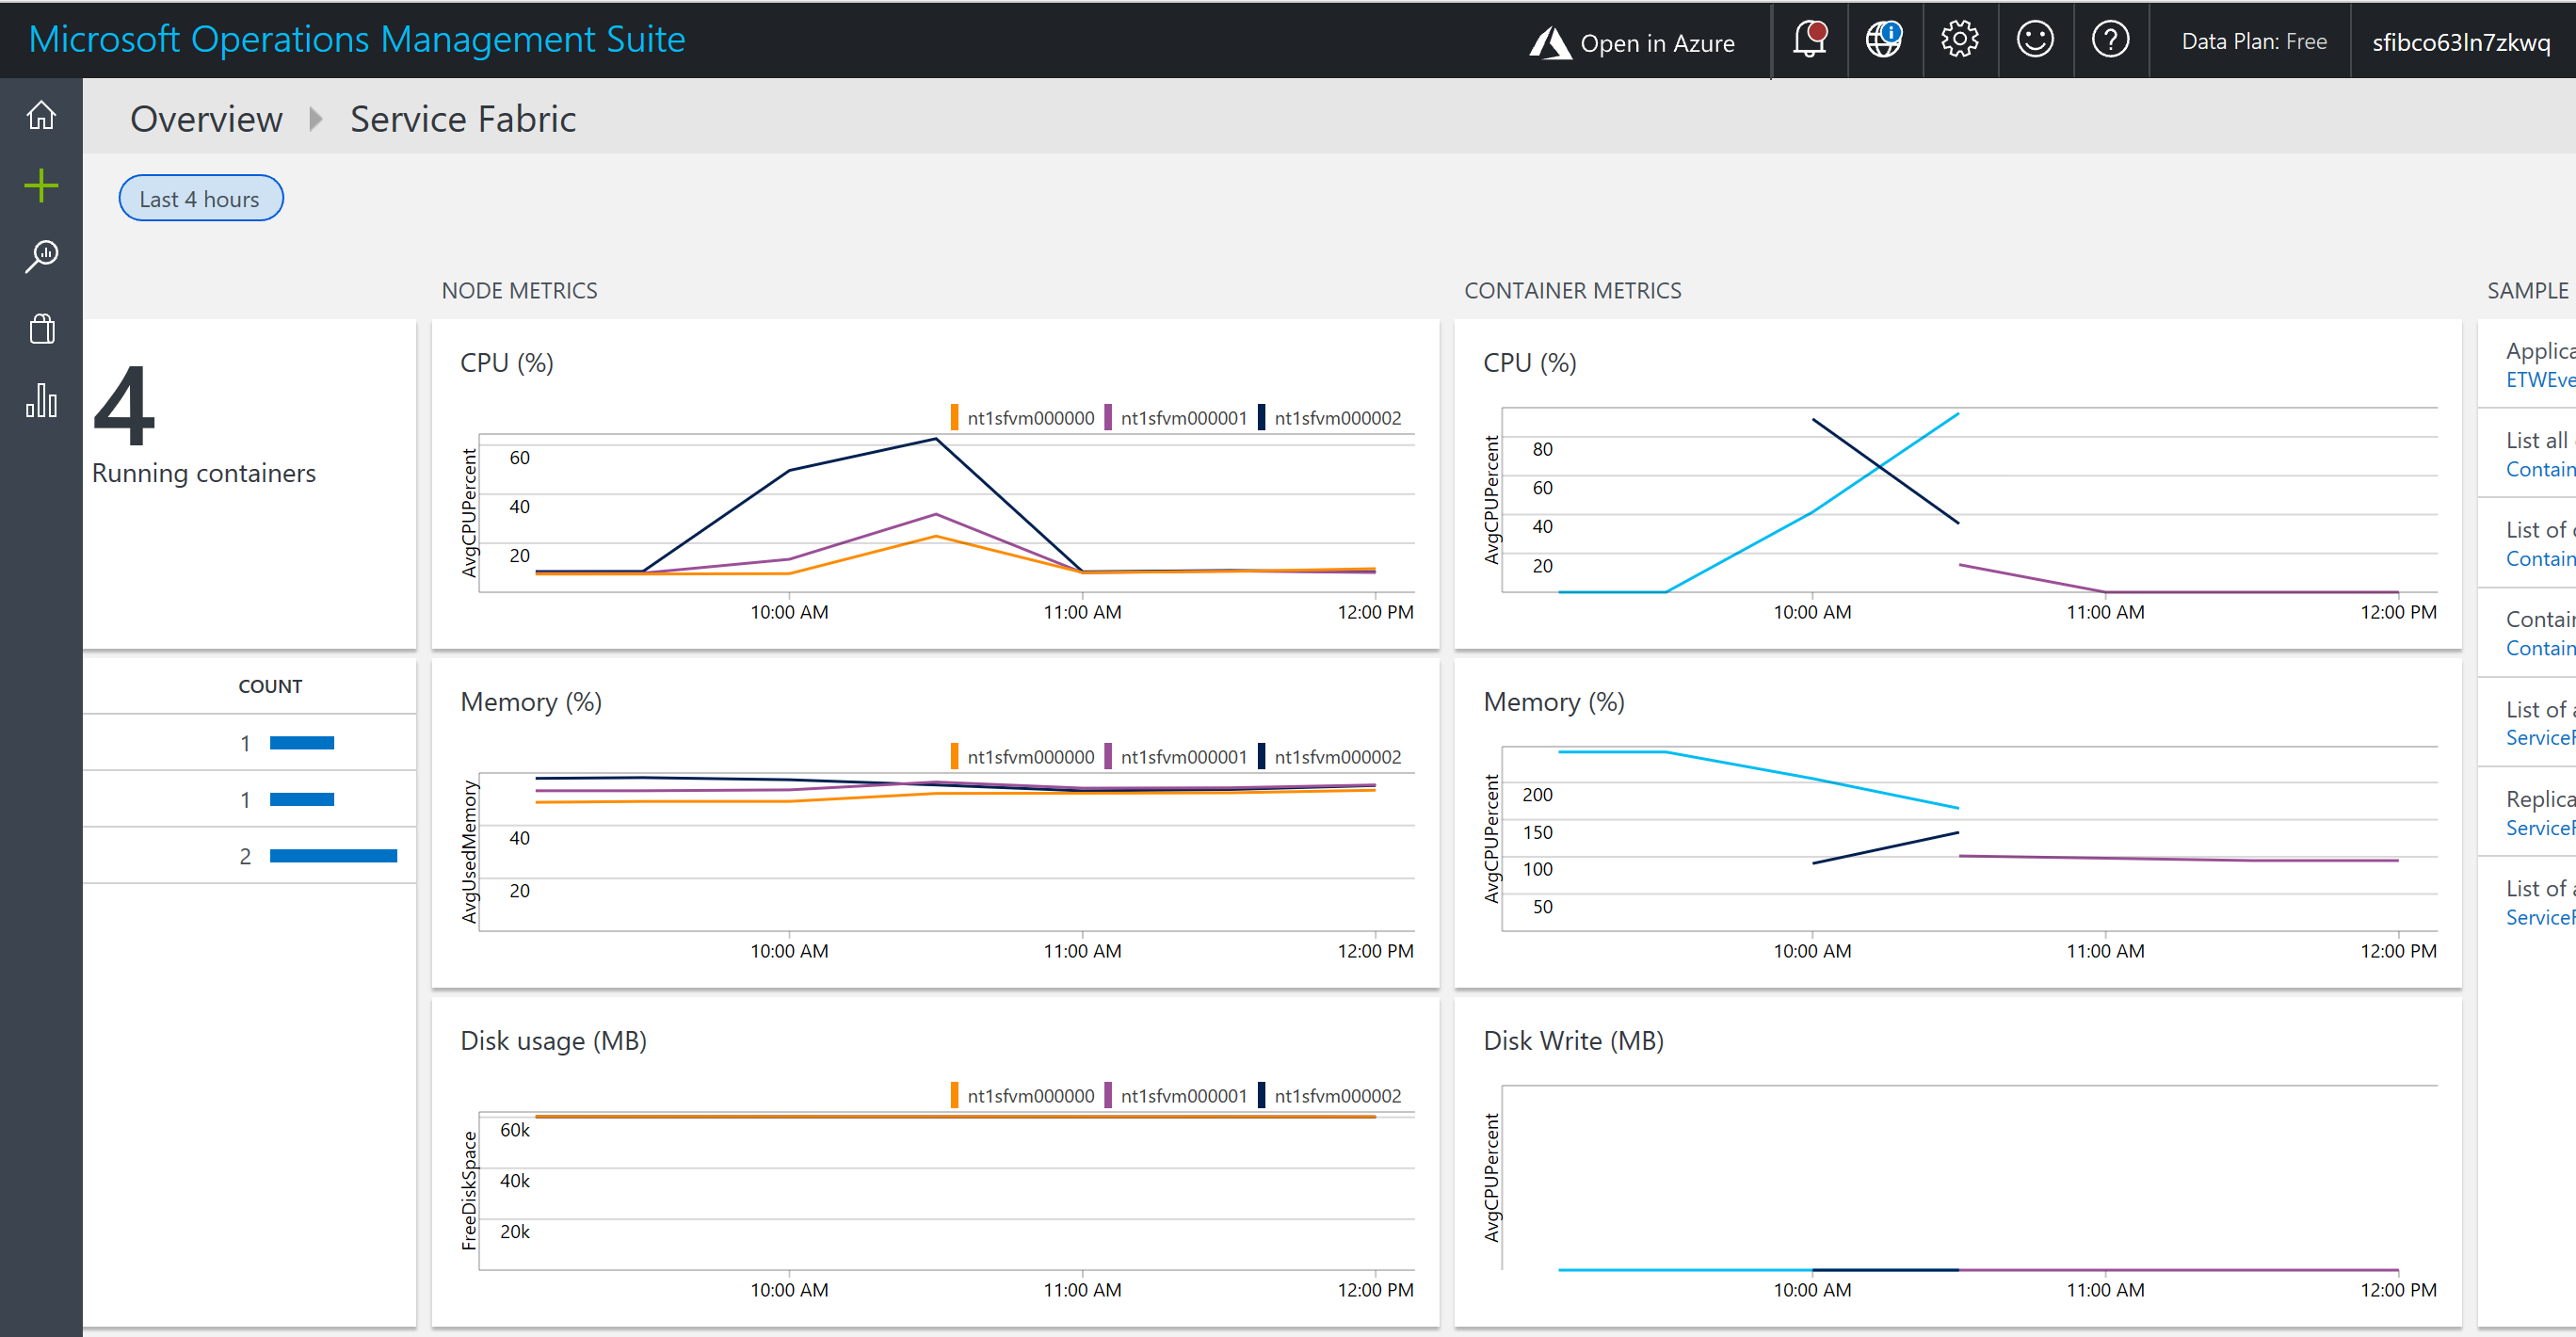 Microsoft Operations Management Suite
Open in Azure
Data Plan: Free
sfibco63ln7zkwq
Overview
Service Fabric
Last 4 hours
4
Running containers
COUNT
1
1
2
NODE METRICS
CPU (%)
nt1sfvm000000 nt1sfvm000001 nt1sfvm000002
AvgCPUPercent
60
40
20
10:00 AM 11:00 AM 12:00 PM
Memory (%)
nt1sfvm000000 nt1sfvm000001 nt1sfvm000002
AvgUsedMemory
40
20
10:00 AM 11:00 AM 12:00 PM
Disk usage (MB)
nt1sfvm000000 nt1sfvm000001 nt1sfvm000002
FreeDiskSpace
60k
40k
20k
10:00 AM 11:00 AM 12:00 PM
CONTAINER METRICS
CPU (%)
AvgCPUPercent
80
60
40
20
10:00 AM 11:00 AM 12:00 PM
Memory (%)
AvgCPUPercent
200
150
100
50
10:00 AM 11:00 AM 12:00 PM
Disk Write (MB)
AvgCPUPercent
10:00 AM 11:00 AM 12:00 PM
SAMPLE
Applica
ETWEve
List all
Contain
List of
Contain
Contain
Contain
List of a
ServiceF
Replica
ServiceF
List of a
ServiceF